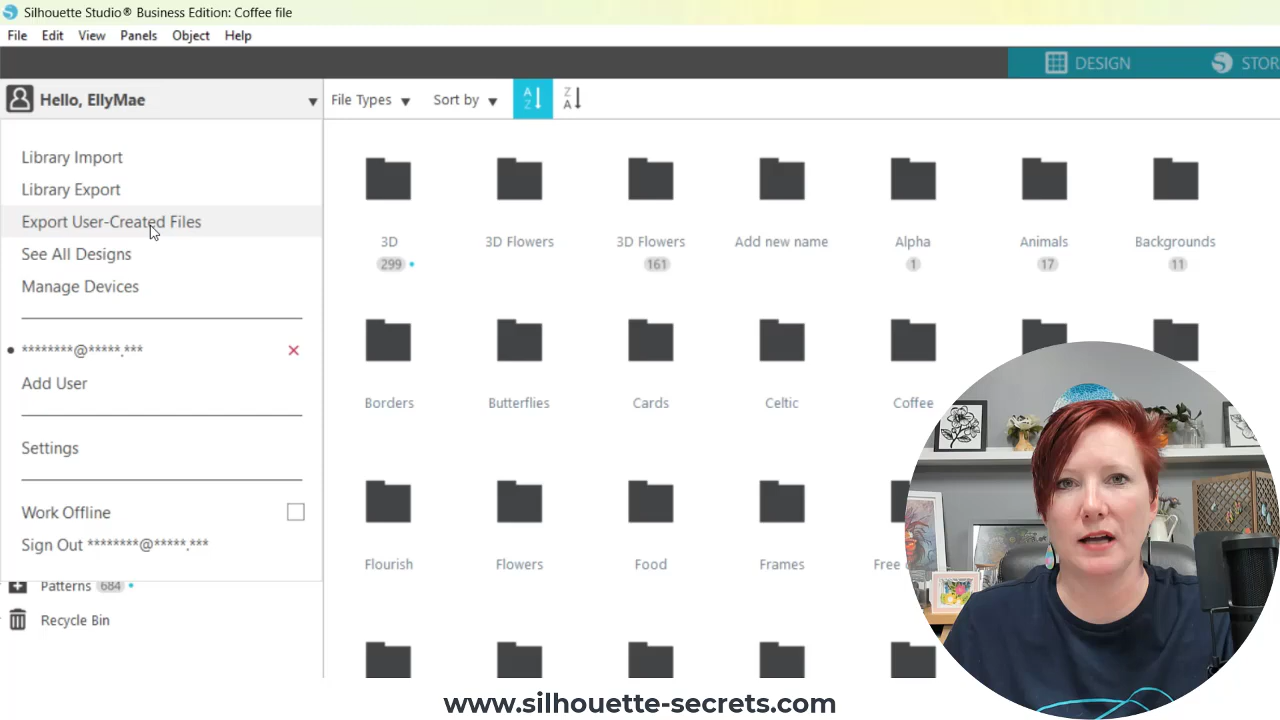 Silhouette Studio® Business Edition: Coffee file
File Edit View Panels Object Help
DESIGN
STOR
Hello, EllyMae
File Types
Sort by
A Z
Z A
Library Import
Library Export
Export User-Created Files
See All Designs
Manage Devices
********@*****.***
Add User
Settings
Work Offline
Sign Out ********@*****.***
Patterns 684
Recycle Bin
3D 3D Flowers 3D Flowers Add new name Alpha Animals Backgrounds
299 161 1 17 11
Borders Butterflies Cards Celtic Coffee
Flourish Flowers Food Frames Free
www.silhouette-secrets.com